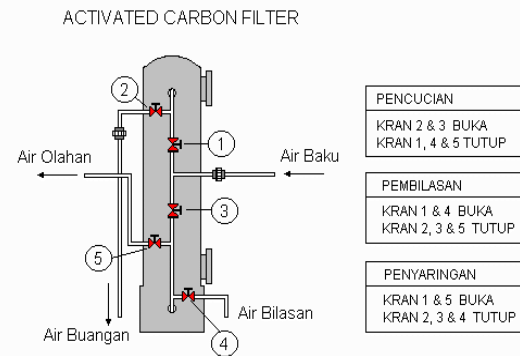 ACTIVATED CARBON FILTER
2
1
Air Olahan
Air Baku
3
5
Air Bilasan
Air Buangan
4
PENCUCIAN
KRAN 2 & 3 BUKA
KRAN 1, 4 & 5 TUTUP
PEMBILASAN
KRAN 1 & 4 BUKA
KRAN 2, 3 & 5 TUTUP
PENYARINGAN
KRAN 1 & 5 BUKA
KRAN 2, 3 & 4 TUTUP